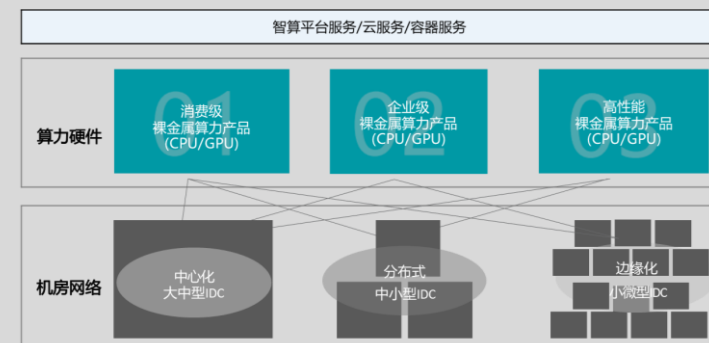 智算平台服务/云服务/容器服务
算力硬件
01
消费级
裸金属算力产品
(CPU/GPU)
02
企业级
裸金属算力产品
(CPU/GPU)
03
高性能
裸金属算力产品
(CPU/GPU)
机房网络
中心化
大中型IDC
分布式
中小型IDC
边缘化
小微型IDC